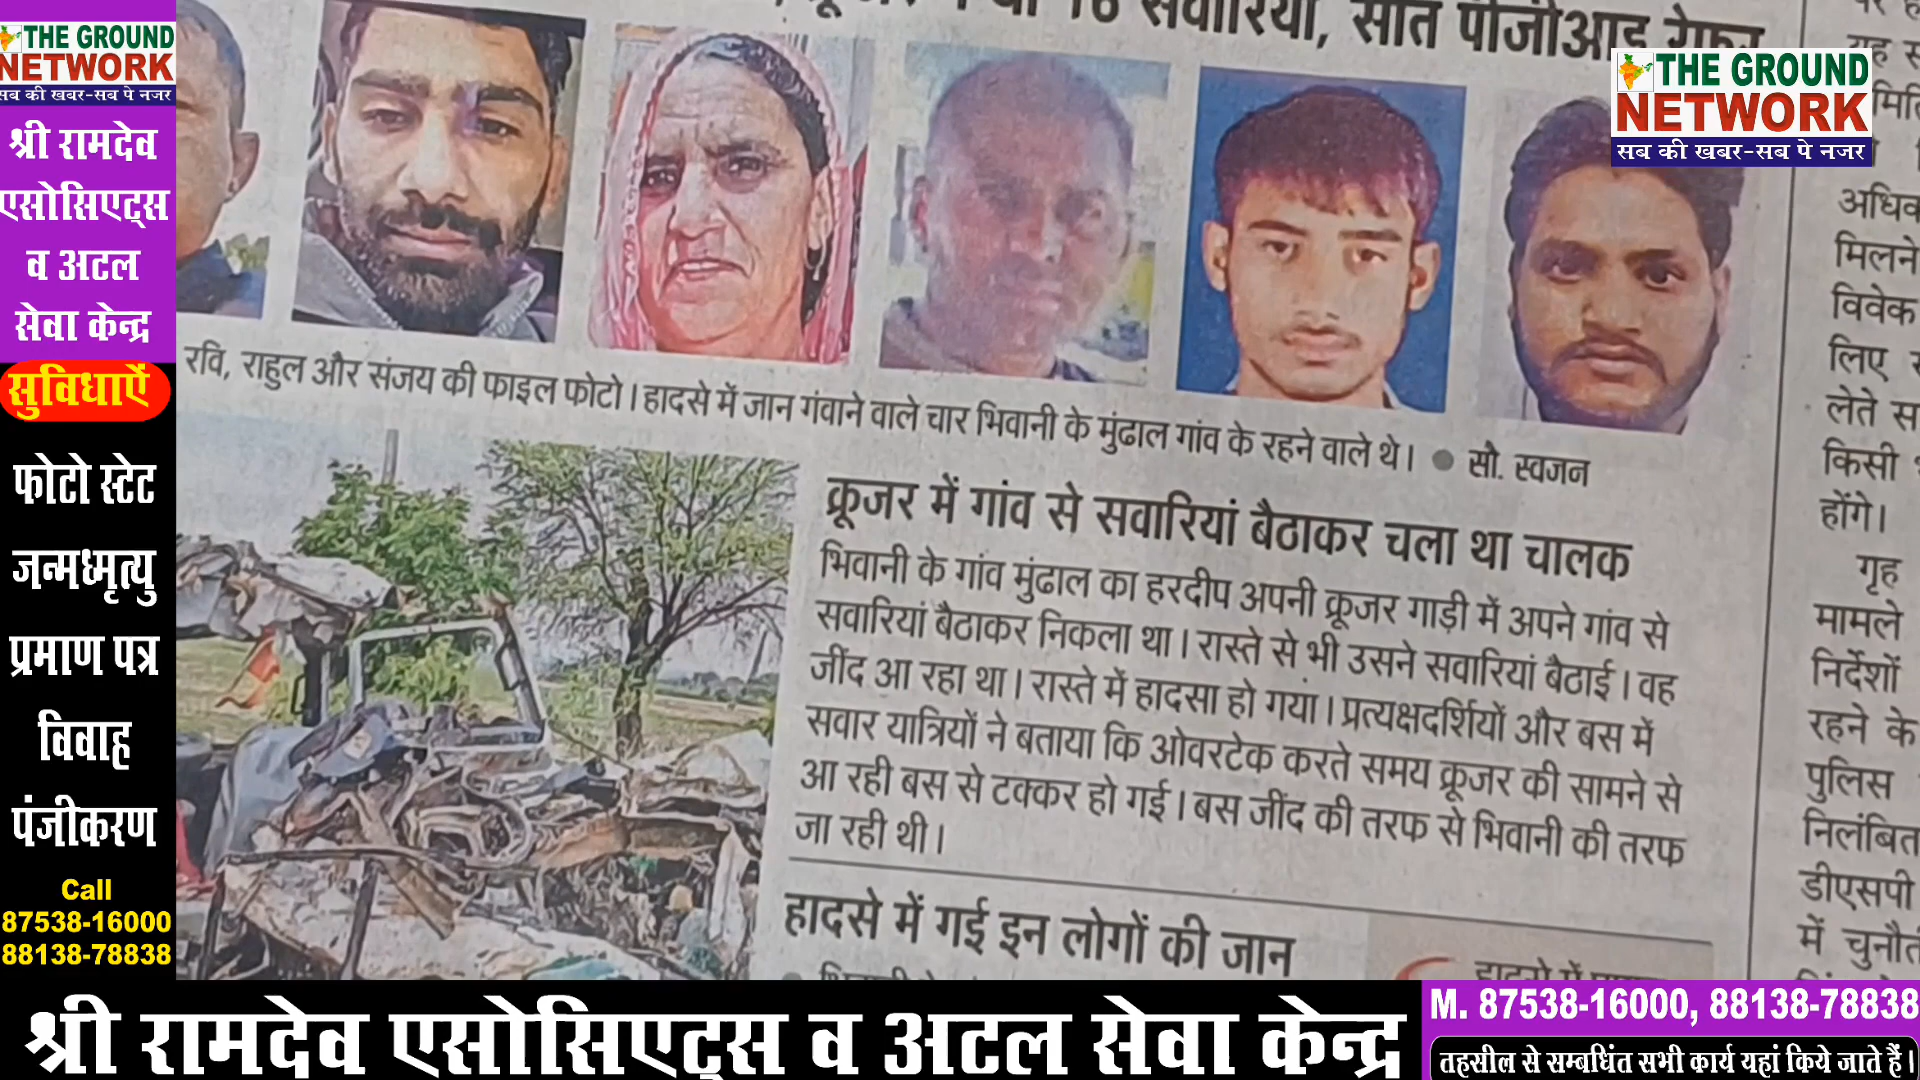 THE GROUND
NETWORK
सब की खबर-सब पे नजर
श्री रामदेव
एसोसिएट्स
व अटल
सेवा केन्द्र
सुविधाऐं
फोटो स्टेट
जन्मध्मृत्यु
प्रमाण पत्र
विवाह
पंजीकरण
Call
87538-16000
88138-78838
16 सवारियां, सात पीजीआइ रेफर
THE GROUND
NETWORK
सब की खबर-सब पे नजर
रवि, राहुल और संजय की फाइल फोटो। हादसे में जान गंवाने वाले चार भिवानी के मुंढाल गांव के रहने वाले थे। ● सौ. स्वजन
क्रूजर में गांव से सवारियां बैठाकर चला था चालक
भिवानी के गांव मुंढाल का हरदीप अपनी क्रूजर गाड़ी में अपने गांव से
सवारियां बैठाकर निकला था। रास्ते से भी उसने सवारियां बैठाई। वह
जींद आ रहा था। रास्ते में हादसा हो गया। प्रत्यक्षदर्शियों और बस में
सवार यात्रियों ने बताया कि ओवरटेक करते समय क्रूजर की सामने से
आ रही बस से टक्कर हो गई। बस जींद की तरफ से भिवानी की तरफ
जा रही थी।
हादसे में गई इन लोगों की जान
यह
अधिक
मिलने
विवेक
लिए
लेते
किसी
होंगे।
गृह
मामले
निर्देशों
रहने के
पुलिस
निलंबित
डीएसपी
में चुनौत
श्री रामदेव एसोसिएट्स व अटल सेवा केन्द्र
M. 87538-16000, 88138-78838
तहसील से सम्बधिंत सभी कार्य यहां किये जाते हैं।